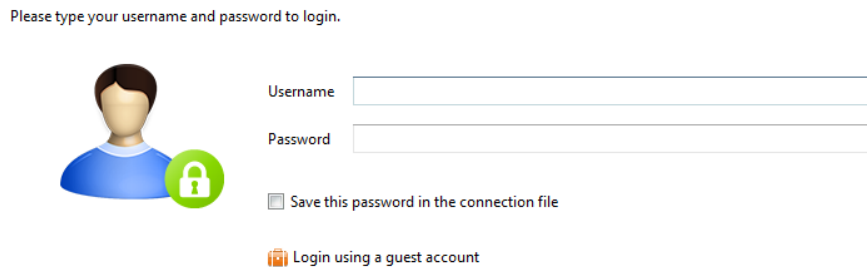 Please type your username and password to login.
Username
Password
Save this password in the connection file
Login using a guest account